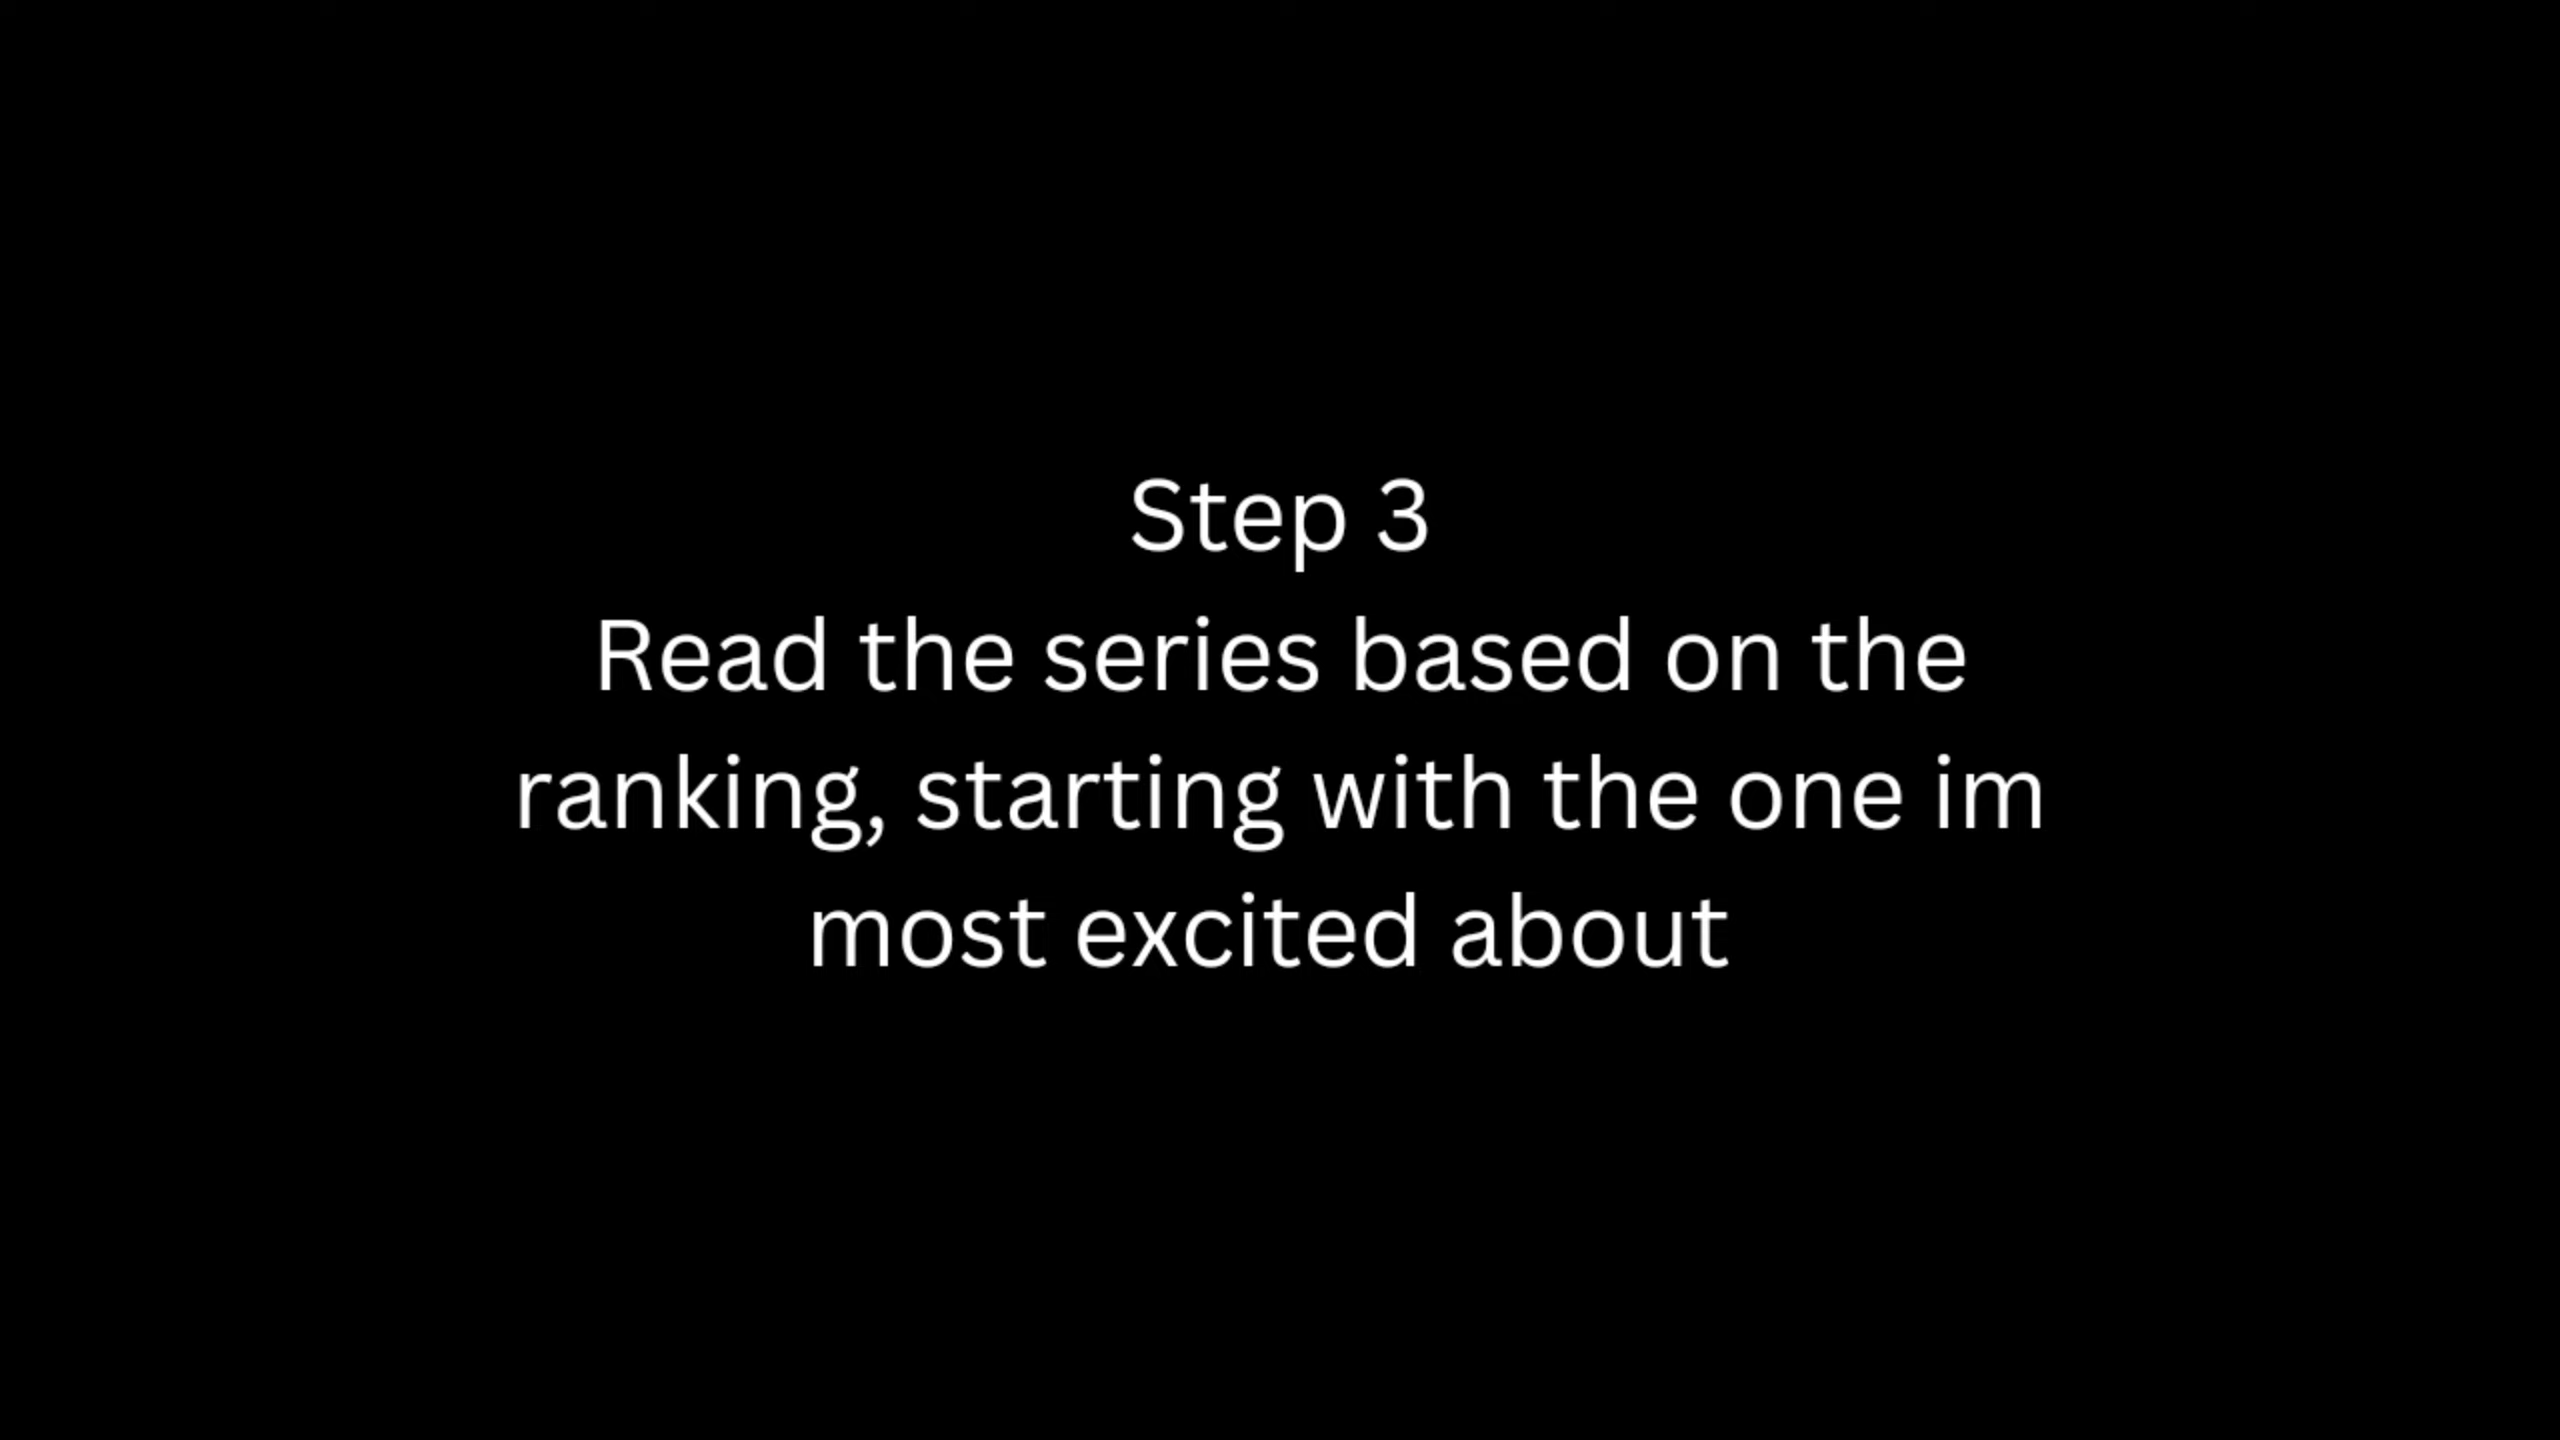 Step 3
Read the series based on the
ranking, starting with the one im
most excited about